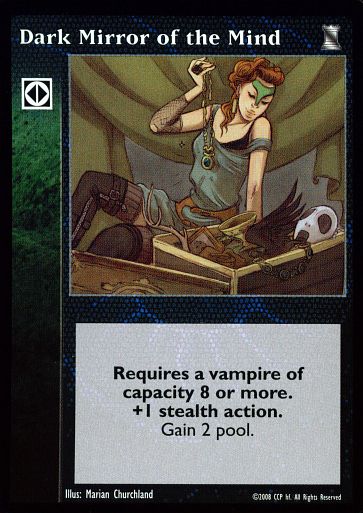 Dark Mirror of the Mind
Requires a vampire of
capacity 8 or more.
+1 stealth action.
Gain 2 pool.
Illus: Marian Churchland
©2008 CCP hf. All Rights Reserved